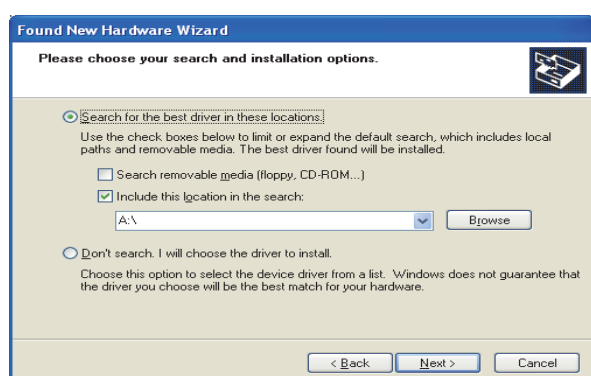 Found New Hardware Wizard
Please choose your search and installation options.
Search for the best driver in these locations.
Use the check boxes below to limit or expand the default search, which includes local
paths and removable media. The best driver found will be installed.
Search removable media (floppy, CD-ROM...)
Include this location in the search:
A:\
Browse
Don't search. I will choose the driver to install.
Choose this option to select the device driver from a list. Windows does not guarantee that
the driver you choose will be the best match for your hardware.
< Back Next > Cancel